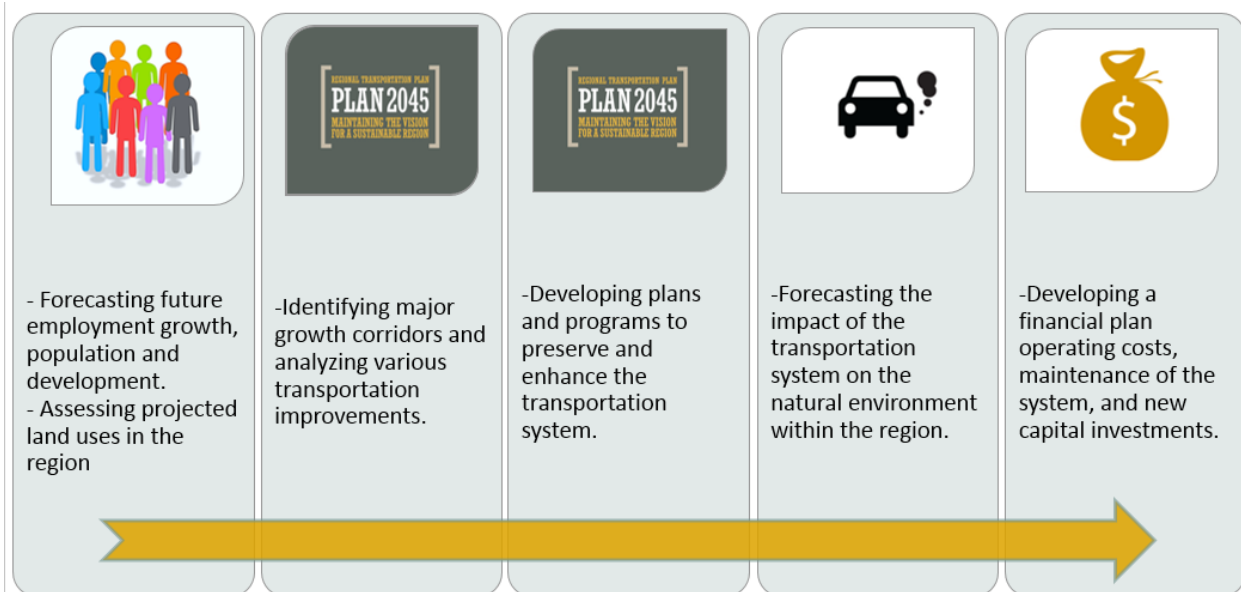 REGIONAL TRANSPORTATION PLAN
PLAN 2045
MAINTAINING THE VISION
FOR A SUSTAINABLE REGION
REGIONAL TRANSPORTATION PLAN
PLAN 2045
MAINTAINING THE VISION
FOR A SUSTAINABLE REGION
$
- Forecasting future
employment growth,
population and
development.
- Assessing projected
land uses in the
region
-Identifying major
growth corridors and
analyzing various
transportation
improvements.
-Developing plans
and programs to
preserve and
enhance the
transportation
system.
-Forecasting the
impact of the
transportation
system on the
natural environment
within the region.
-Developing a
financial plan
operating costs,
maintenance of the
system, and new
capital investments.